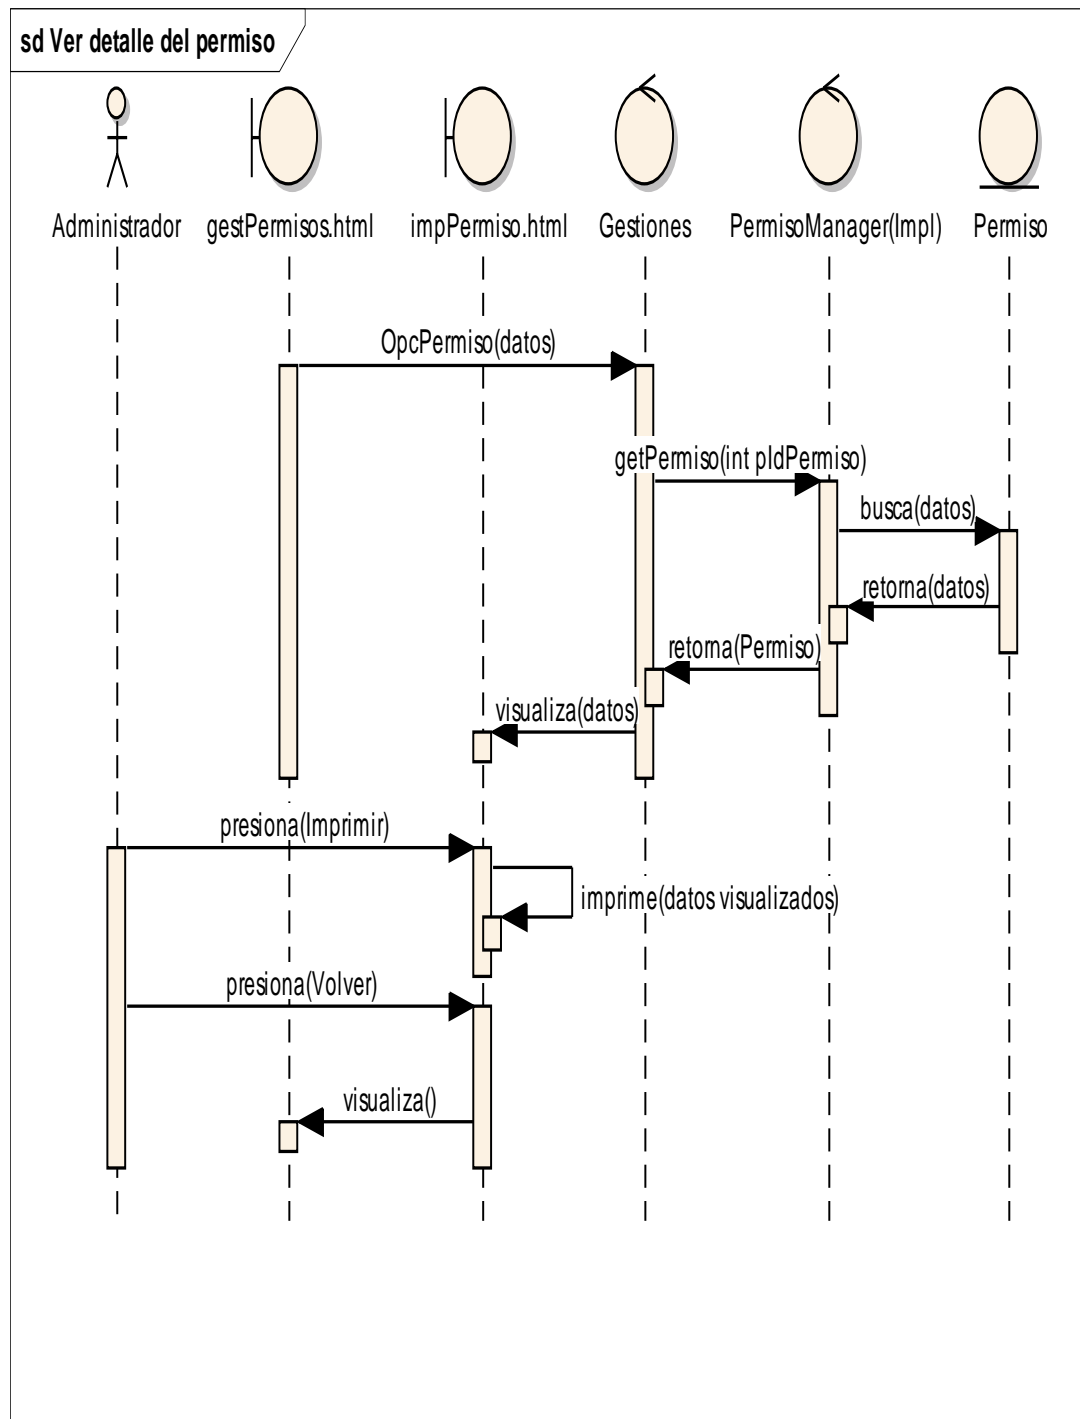 sd Ver detalle del permiso
Administrador
gestPermisos.html
impPermiso.html
Gestiones
PermisoManager(Impl)
Permiso
OpcPermiso(datos)
getPermiso(int pIdPermiso)
busca(datos)
retorna(datos)
retorna(Permiso)
visualiza(datos)
presiona(Imprimir)
imprime(datos visualizados)
presiona(Volver)
visualiza()